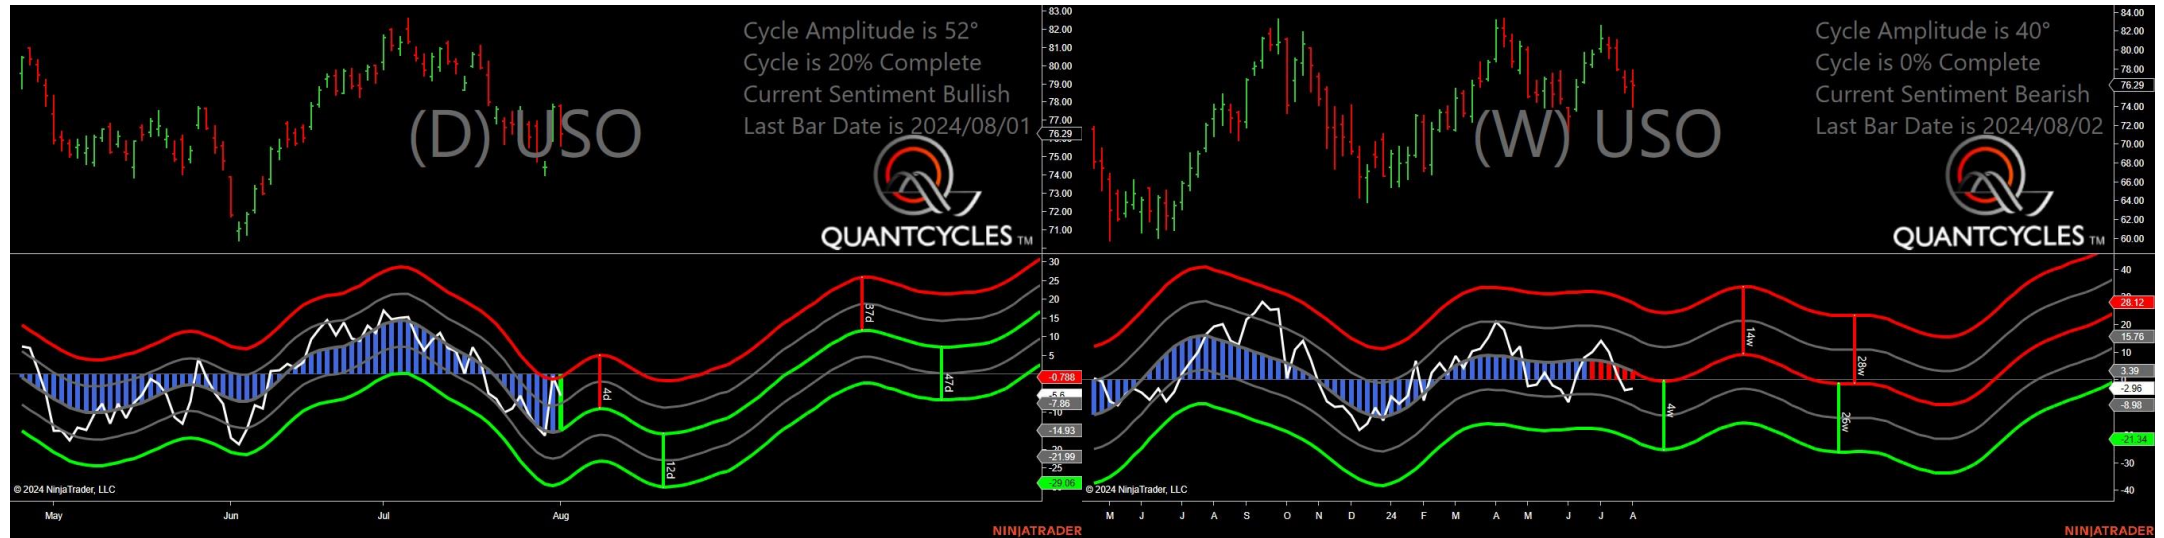 Cycle Amplitude is 52°
Cycle is 20% Complete
Current Sentiment Bullish
Last Bar Date is 2024/08/01
(D) USO
QUANTCYCLES TM
83.00
82.00
81.00
80.00
79.00
78.00
77.00
76.29
75.00
74.00
73.00
72.00
71.00
30
25
20
15
10
5
-0.788
-5.6
-7.86
-10
-14.93
-21.99
-25
-29.06
37d
4d
47d
12d
© 2024 NinjaTrader, LLC
May Jun Jul Aug
NINJATRADER
Cycle Amplitude is 40°
Cycle is 0% Complete
Current Sentiment Bearish
Last Bar Date is 2024/08/02
(W) USO
QUANTCYCLES TM
84.00
82.00
80.00
78.00
76.29
74.00
72.00
70.00
68.00
66.00
64.00
62.00
60.00
40
28.12
20
15.76
10
3.39
-2.96
-8.98
-21.34
-30
-40
14w
28w
4w
26w
© 2024 NinjaTrader, LLC
M J J A S O N D 24 F M A M J J A
NINJATRADER